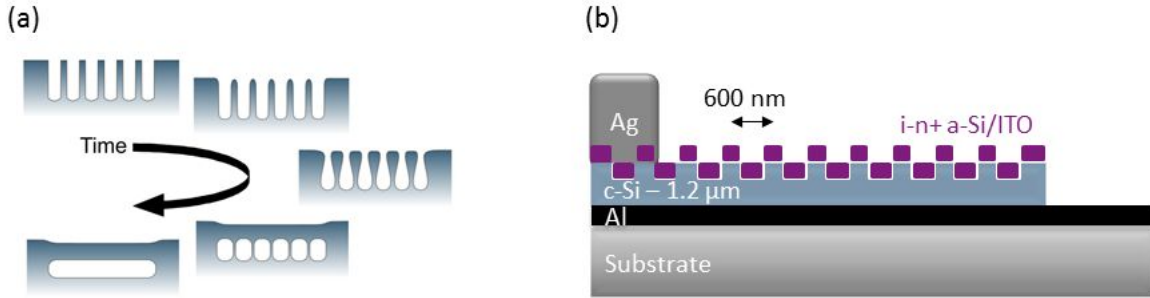 (a)
(b)
Time
600 nm
Ag
i-n+ a-Si/ITO
c-Si – 1.2 μm
Al
Substrate